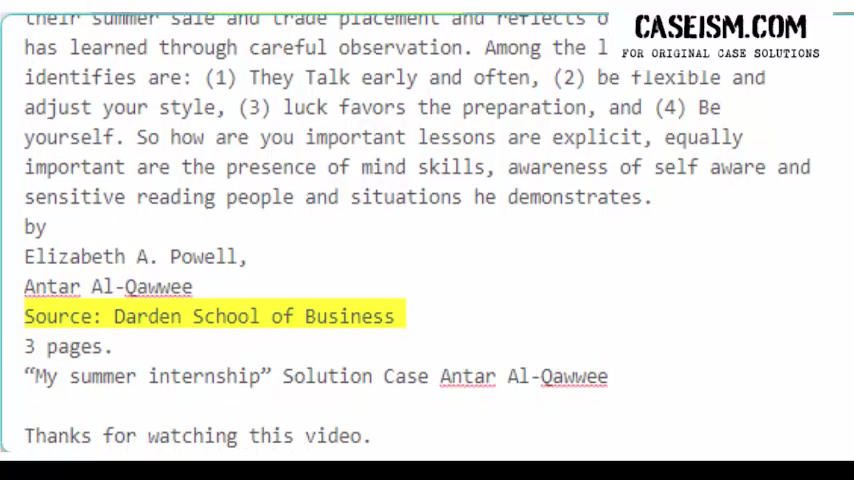 their summer sale and trade placement and reflects o
CASEISM.COM
FOR ORIGINAL CASE SOLUTIONS
has learned through careful observation. Among the l
identifies are: (1) They Talk early and often, (2) be flexible and
adjust your style, (3) luck favors the preparation, and (4) Be
yourself. So how are you important lessons are explicit, equally
important are the presence of mind skills, awareness of self aware and
sensitive reading people and situations he demonstrates.
by
Elizabeth A. Powell,
Antar Al-Qawwee
Source: Darden School of Business
3 pages.
“My summer internship” Solution Case Antar Al-Qawwee
Thanks for watching this video.